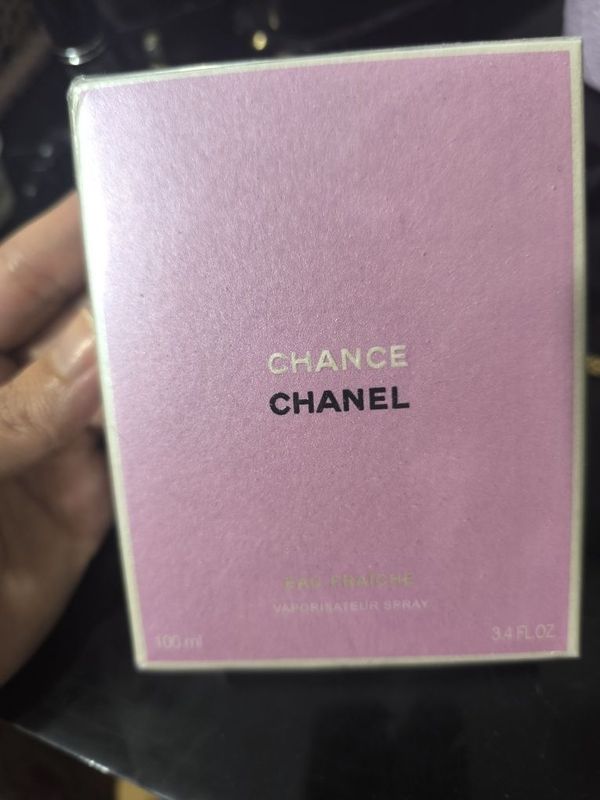 CHANCE
CHANEL
EAU FRAÎCHE
VAPORISATEUR SPRAY
100 ml
3.4 FL.OZ